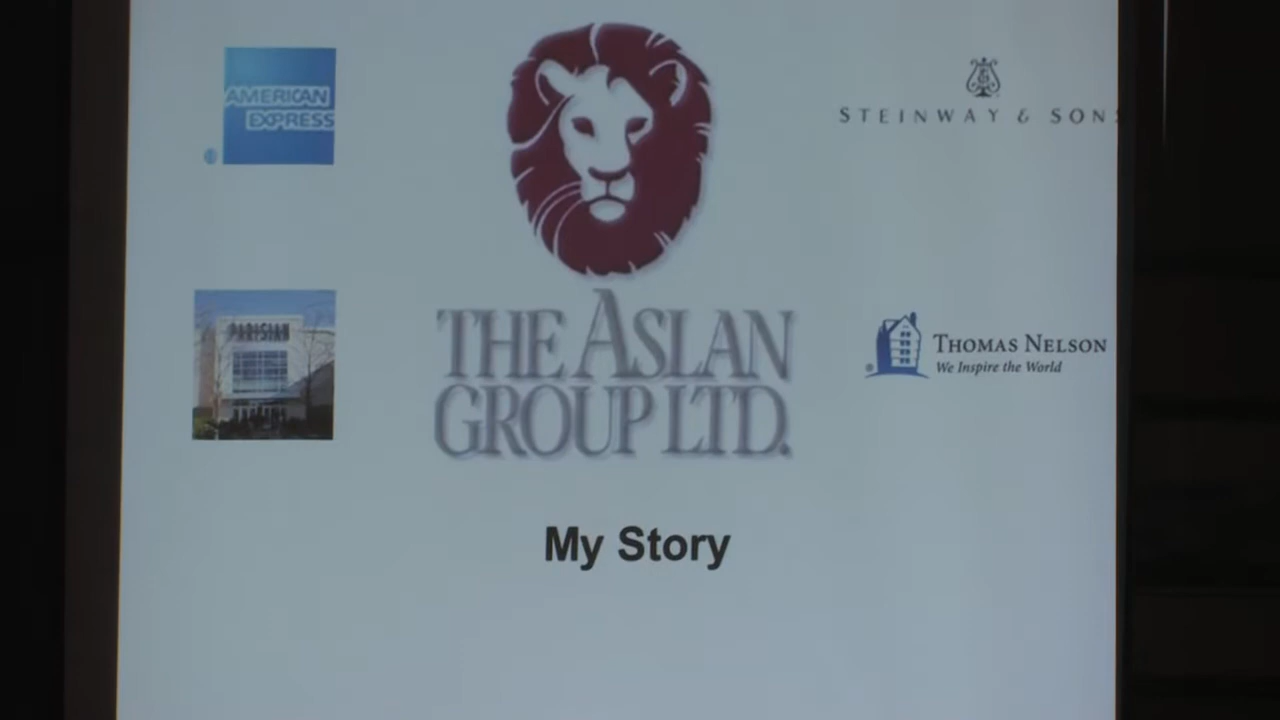 AMERICAN
EXPRESS
STEINWAY & SONS
PARISIAN
THE ASLAN
GROUP LTD.
THOMAS NELSON
We Inspire the World
My Story